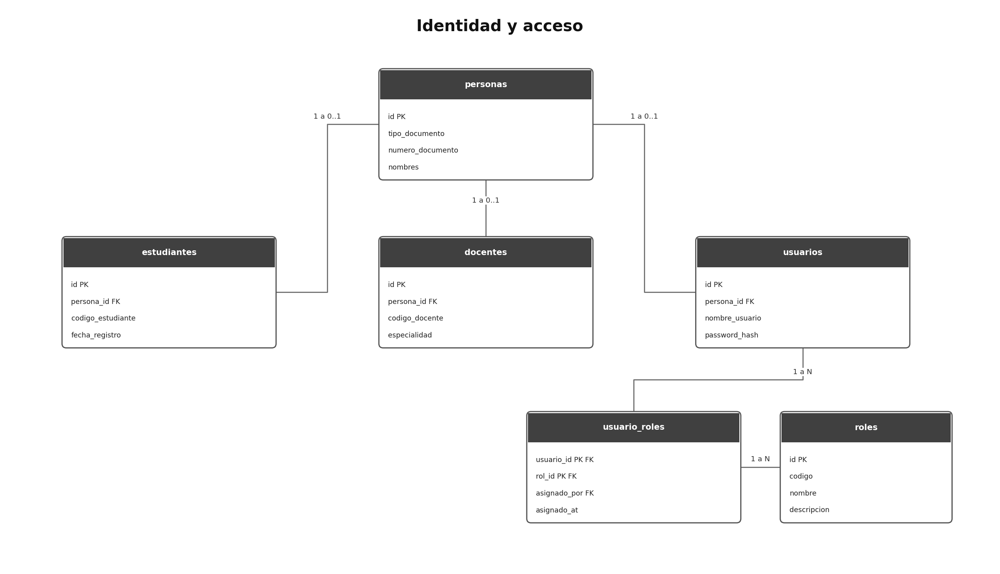 Identidad y acceso
personas
id PK
tipo_documento
numero_documento
nombres
1 a 0..1
1 a 0..1
1 a 0..1
estudiantes
id PK
persona_id FK
codigo_estudiante
fecha_registro
docentes
id PK
persona_id FK
codigo_docente
especialidad
usuarios
id PK
persona_id FK
nombre_usuario
password_hash
1 a N
usuario_roles
usuario_id PK FK
rol_id PK FK
asignado_por FK
asignado_at
1 a N
roles
id PK
codigo
nombre
descripcion